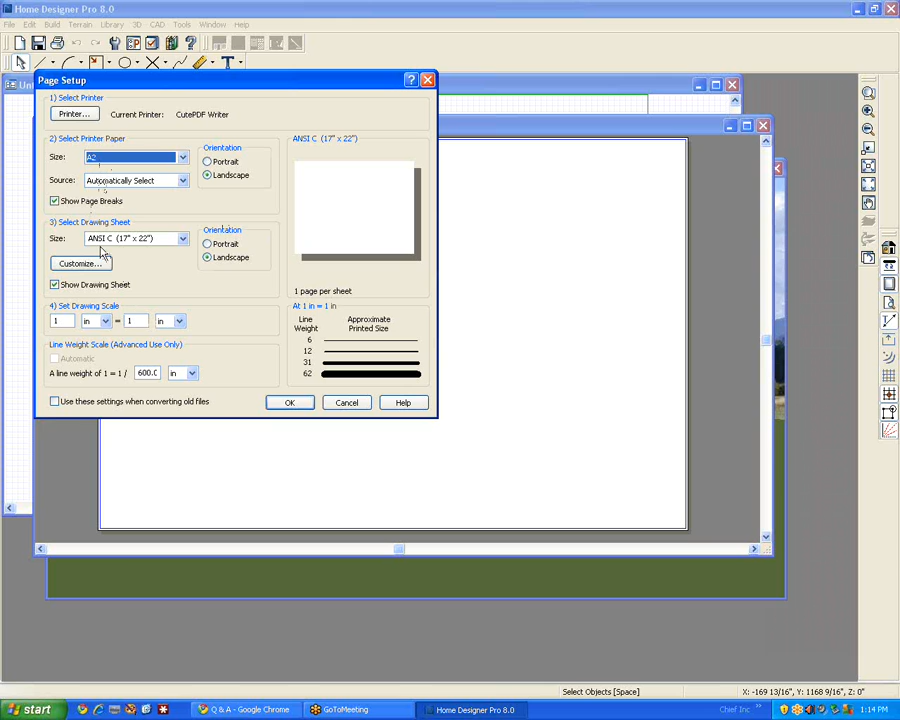 Home Designer Pro 8.0
File Edit Build Terrain Library 3D CAD Tools Window Help
Page Setup
1) Select Printer
Printer... Current Printer: CutePDF Writer
2) Select Printer Paper
Size: A2
Source: Automatically Select
Show Page Breaks
Orientation
Portrait
Landscape
3) Select Drawing Sheet
Size: ANSI C (17" x 22")
Customize...
Show Drawing Sheet
Orientation
Portrait
Landscape
4) Set Drawing Scale
1 in = 1 in
Line Weight Scale (Advanced Use Only)
Automatic
A line weight of 1 = 1 / 600.0 in
Use these settings when converting old files
ANSI C (17" x 22")
1 page per sheet
At 1 in = 1 in
Line Weight Approximate Printed Size
6
12
31
62
OK Cancel Help
Select Objects [Space] X: -169 13/16", Y: 1168 9/16", Z: 0"
start Q & A - Google Chrome GoToMeeting Home Designer Pro 8.0 Chief Inc 1:14 PM